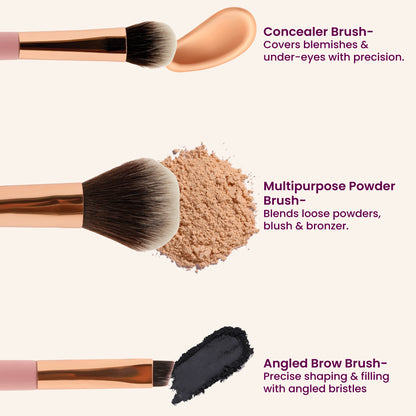 Concealer Brush-
Covers blemishes &
under-eyes with precision.
Multipurpose Powder
Brush-
Blends loose powders,
blush & bronzer.
Angled Brow Brush-
Precise shaping & filling
with angled bristles